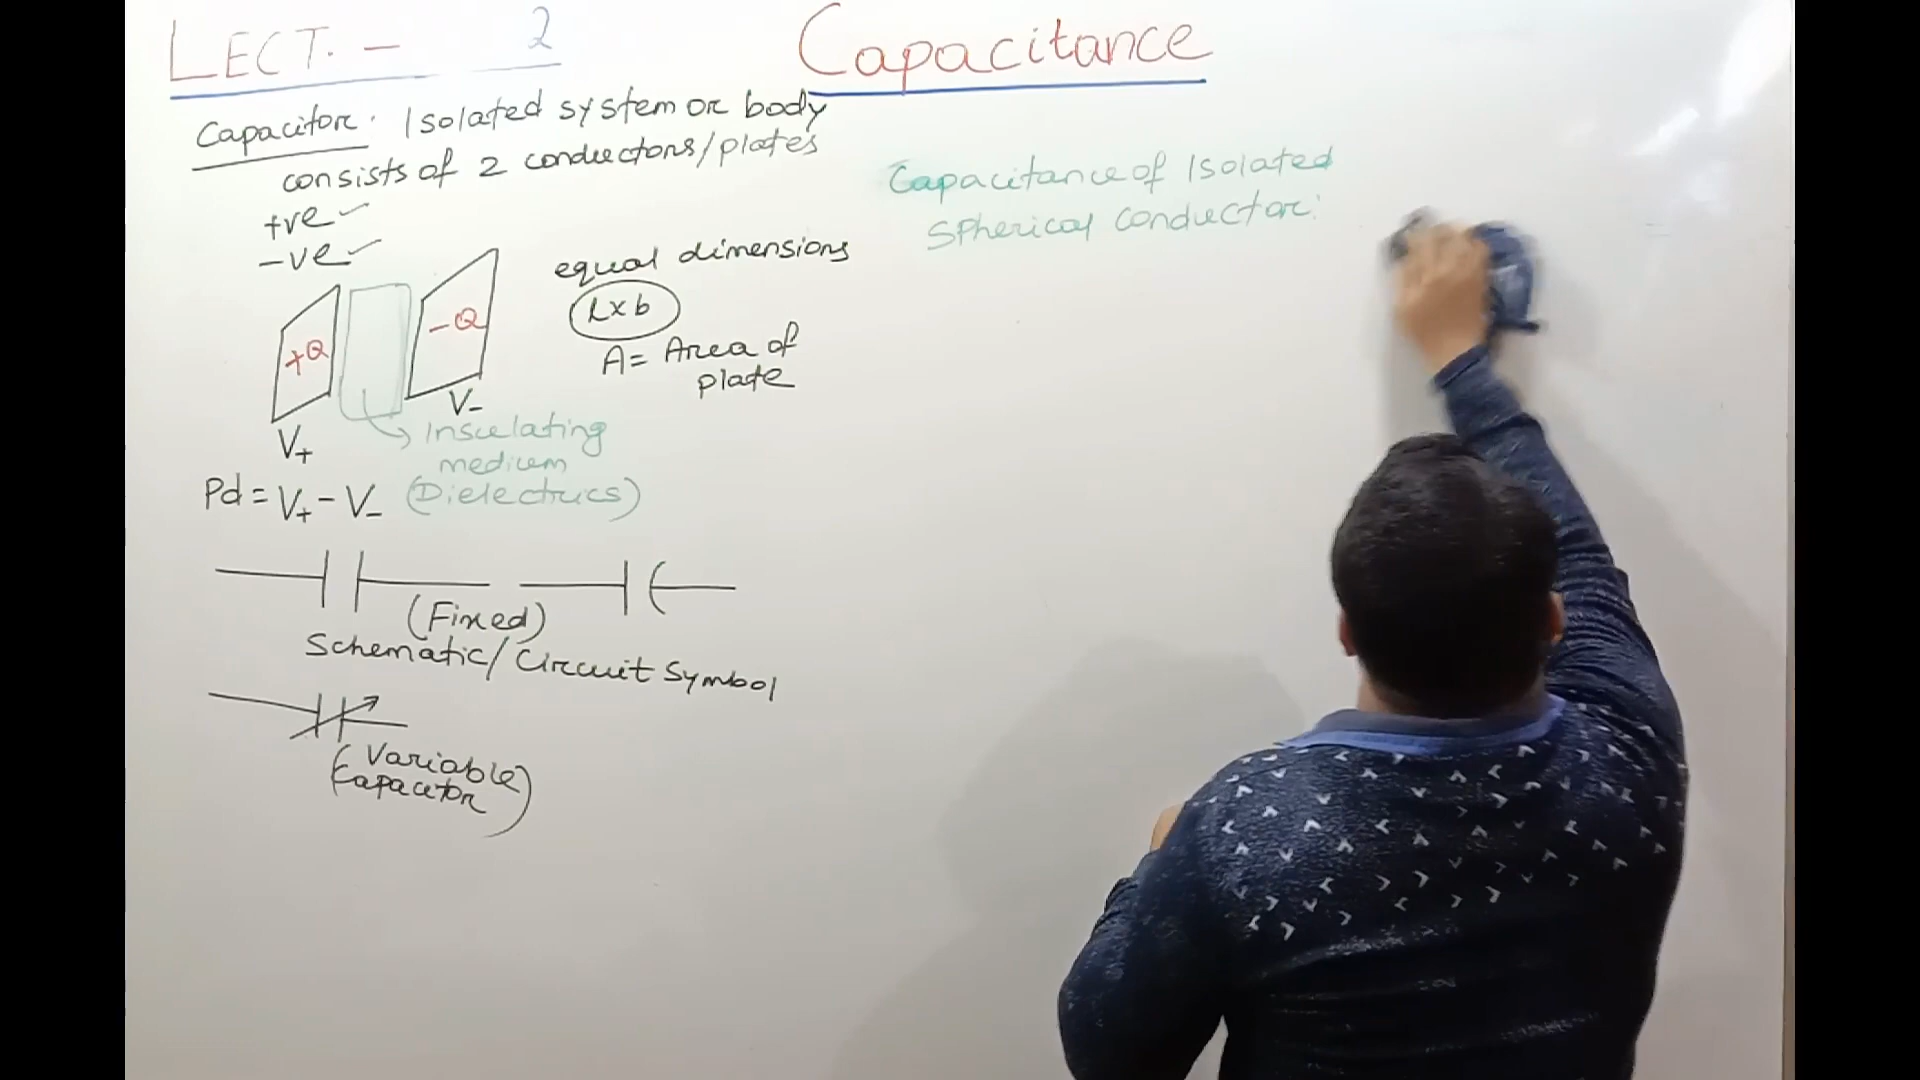 LECT. - 2
Capacitance
Capacitor: Isolated system or body
consists of 2 conductors/plates
+ve ✓
-ve ✓
+Q
-Q
V+
V-
equal dimensions
L×b
A = Area of
plate
Insulating
medium
(Dielectrics)
Pd = V+ - V-
(Fixed)
Schematic/Circuit Symbol
(Variable
Capacitor)
Capacitance of Isolated
Spherical conductor: